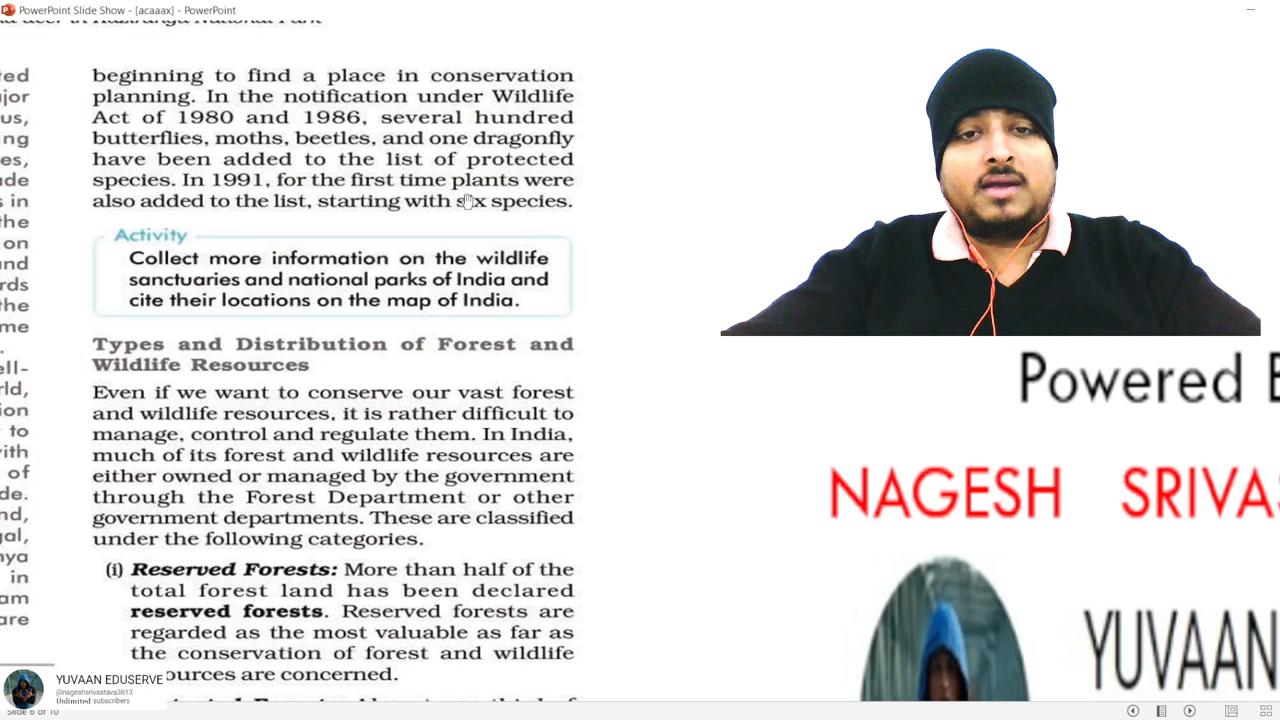 PowerPoint Slide Show - [acaaax] - PowerPoint
beginning to find a place in conservation
planning. In the notification under Wildlife
Act of 1980 and 1986, several hundred
butterflies, moths, beetles, and one dragonfly
have been added to the list of protected
species. In 1991, for the first time plants were
also added to the list, starting with six species.
Activity
Collect more information on the wildlife
sanctuaries and national parks of India and
cite their locations on the map of India.
Types and Distribution of Forest and
Wildlife Resources
Even if we want to conserve our vast forest
and wildlife resources, it is rather difficult to
manage, control and regulate them. In India,
much of its forest and wildlife resources are
either owned or managed by the government
through the Forest Department or other
government departments. These are classified
under the following categories.
(i) Reserved Forests: More than half of the
total forest land has been declared
reserved forests. Reserved forests are
regarded as the most valuable as far as
the conservation of forest and wildlife
ources are concerned.
Powered
NAGESH SRIVAS
YUVAAN
YUVAAN EDUSERVE
@nageshsrivastava3613
Unlimited subscribers
Slide 6 of 10